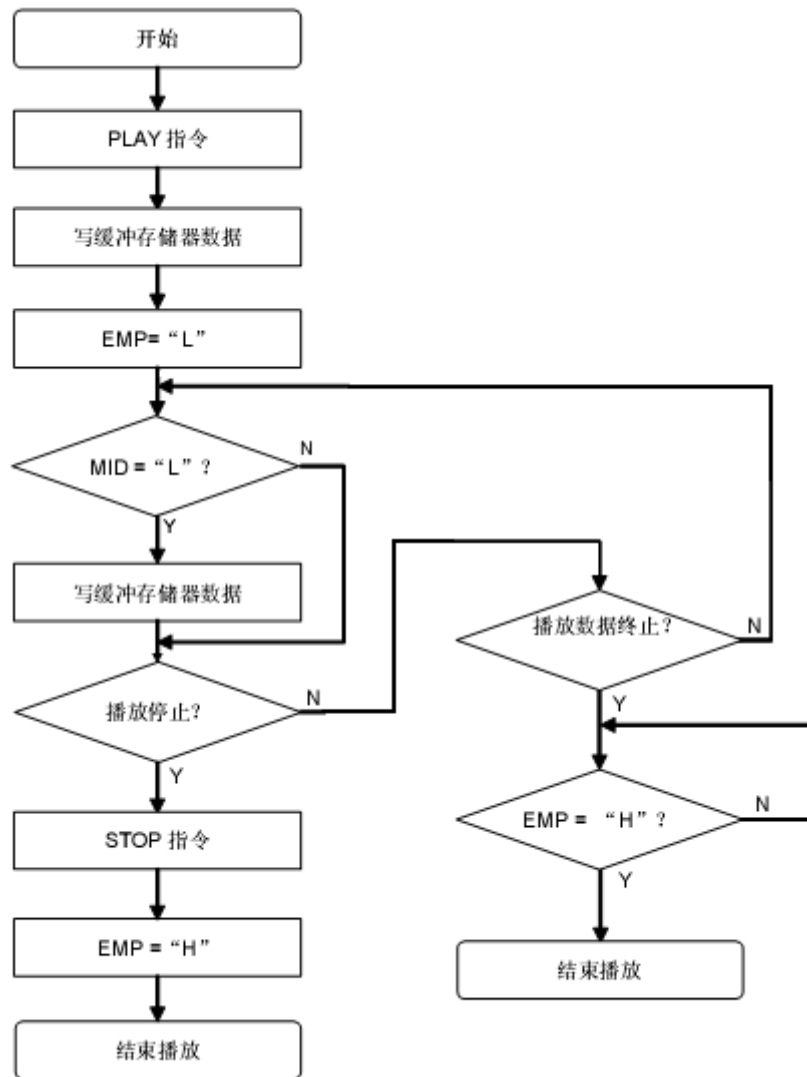 开始
PLAY 指令
写缓冲存储器数据
EMP= “L”
MID = “L” ?
N
Y
写缓冲存储器数据
播放停止?
N
Y
STOP 指令
EMP = “H”
结束播放
播放数据终止?
N
Y
EMP = “H” ?
N
Y
结束播放